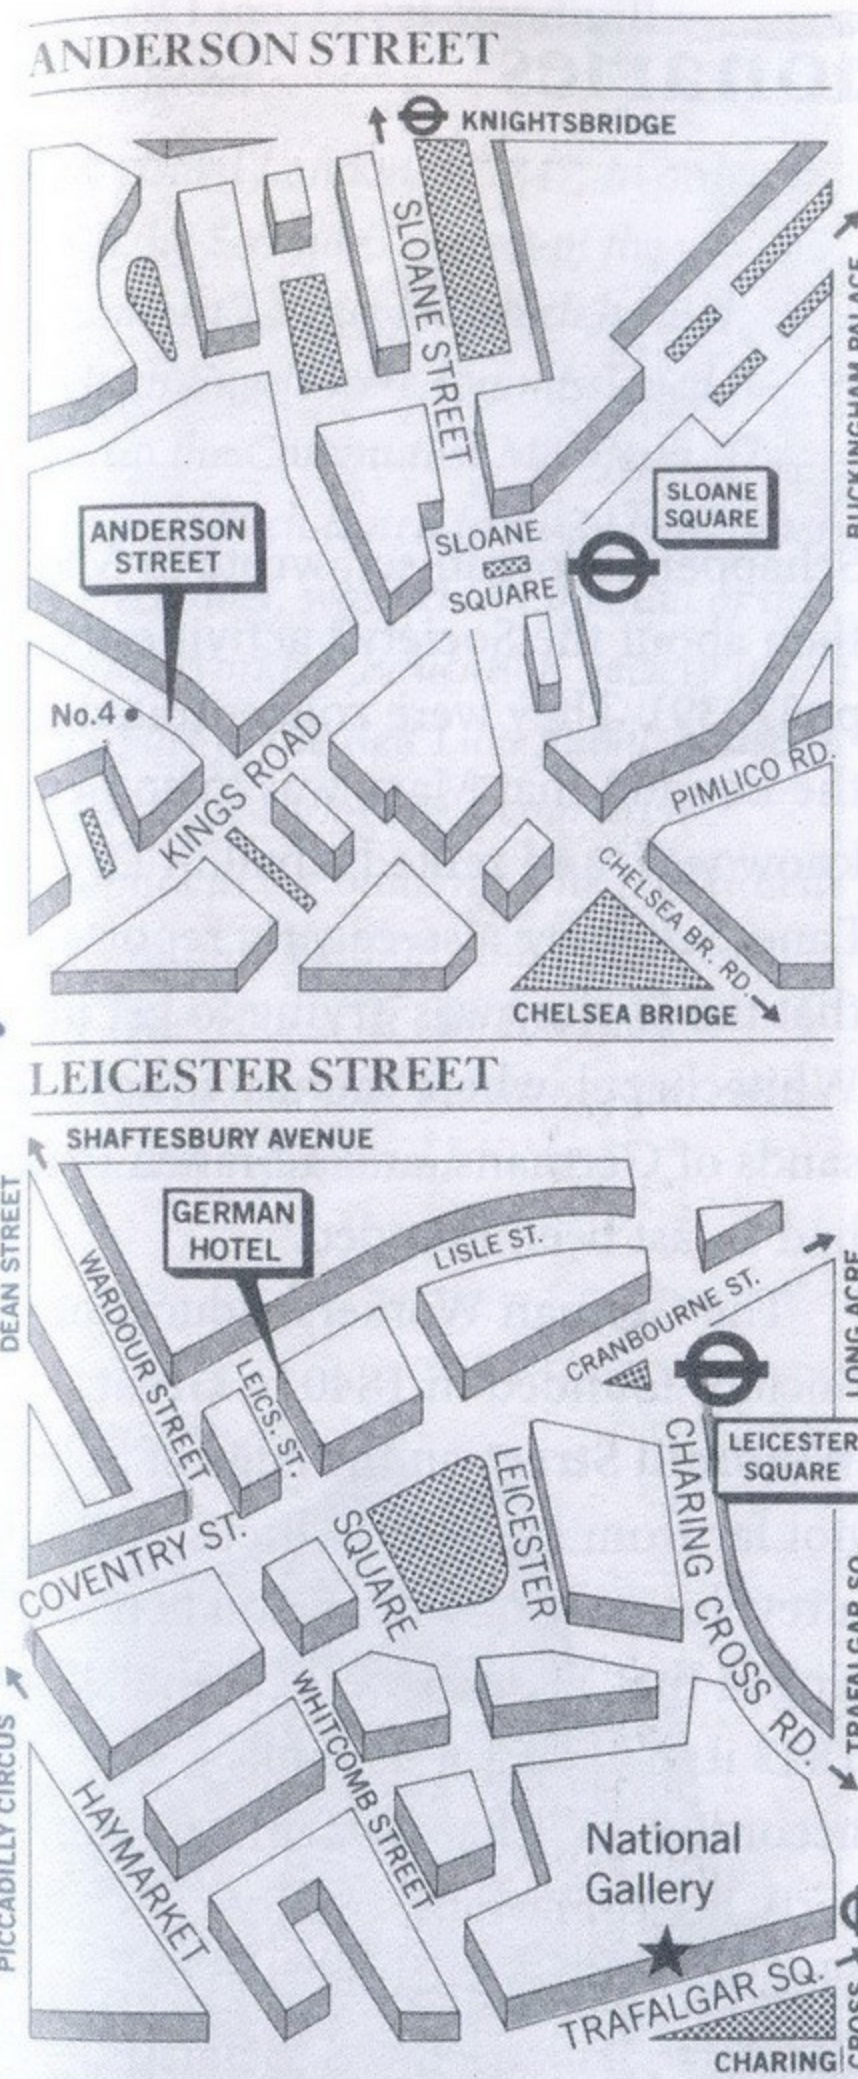 ANDERSON STREET
KNIGHTSBRIDGE
SLOANE STREET
BUCKINGHAM PALACE
SLOANE
SQUARE
ANDERSON
STREET
SLOANE
SQUARE
No.4
KINGS ROAD
PIMLICO RD.
CHELSEA BR. RD.
CHELSEA BRIDGE
LEICESTER STREET
SHAFTESBURY AVENUE
DEAN STREET
GERMAN
HOTEL
WARDOUR STREET
LISLE ST.
LEICS. ST.
CRANBOURNE ST.
LONG ACRE
LEICESTER
SQUARE
CHARING CROSS RD.
LEICESTER
SQUARE
COVENTRY ST.
WHITCOMB STREET
HAYMARKET
PICCADILLY CIRCUS
TRAFALGAR SQ.
National
Gallery
TRAFALGAR SQ.
CHARING
CROSS